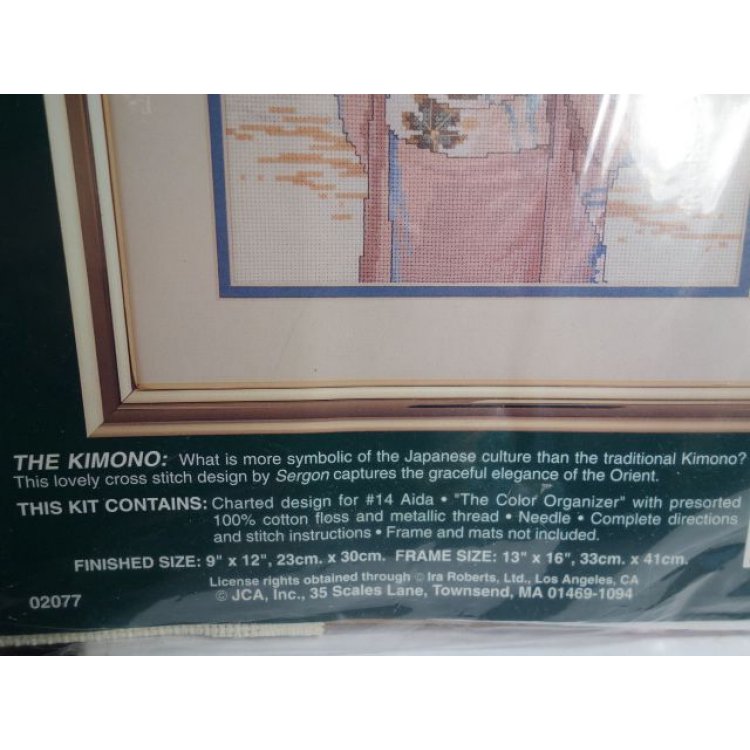 THE KIMONO: What is more symbolic of the Japanese culture than the traditional Kimono?
This lovely cross stitch design by Sergon captures the graceful elegance of the Orient.
THIS KIT CONTAINS: Charted design for #14 Aida • "The Color Organizer" with presorted
100% cotton floss and metallic thread • Needle • Complete directions
and stitch instructions • Frame and mats not included.
FINISHED SIZE: 9" x 12", 23cm. x 30cm. FRAME SIZE: 13" x 16", 33cm. x 41cm.
License rights obtained through © Ira Roberts, Ltd., Los Angeles, CA
02077 © JCA, Inc., 35 Scales Lane, Townsend, MA 01469-1094